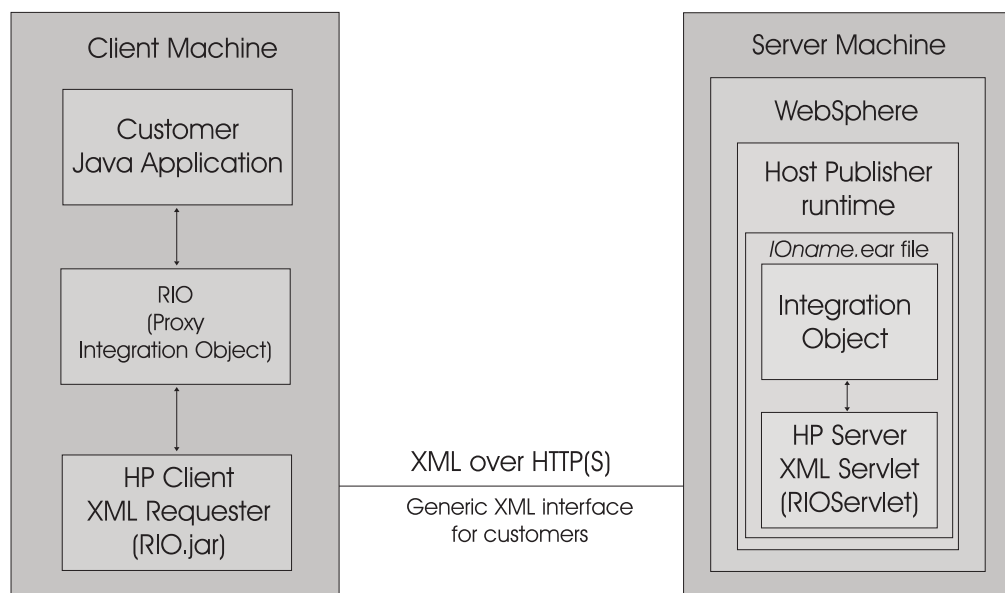 Client Machine
Customer
Java Application
RIO
(Proxy
Integration Object)
HP Client
XML Requester
(RIO.jar)
XML over HTTP(S)
Generic XML interface
for customers
Server Machine
WebSphere
Host Publisher
runtime
IOname.ear file
Integration
Object
HP Server
XML Servlet
(RIOServlet)